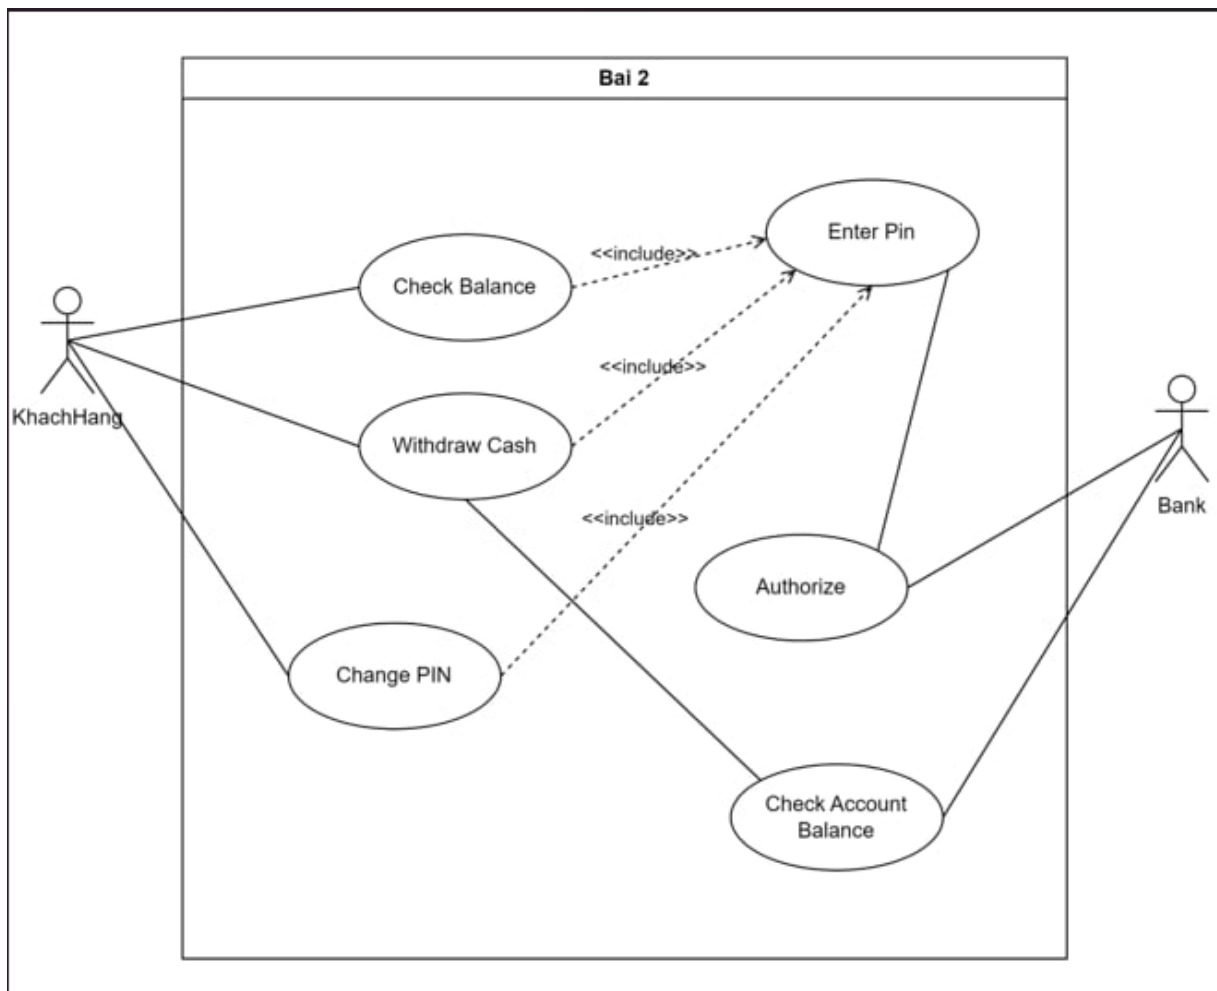 Bai 2
Enter Pin
<<include>>
Check Balance
<<include>>
KhachHang
Withdraw Cash
Bank
<<include>>
Authorize
Change PIN
Check Account
Balance